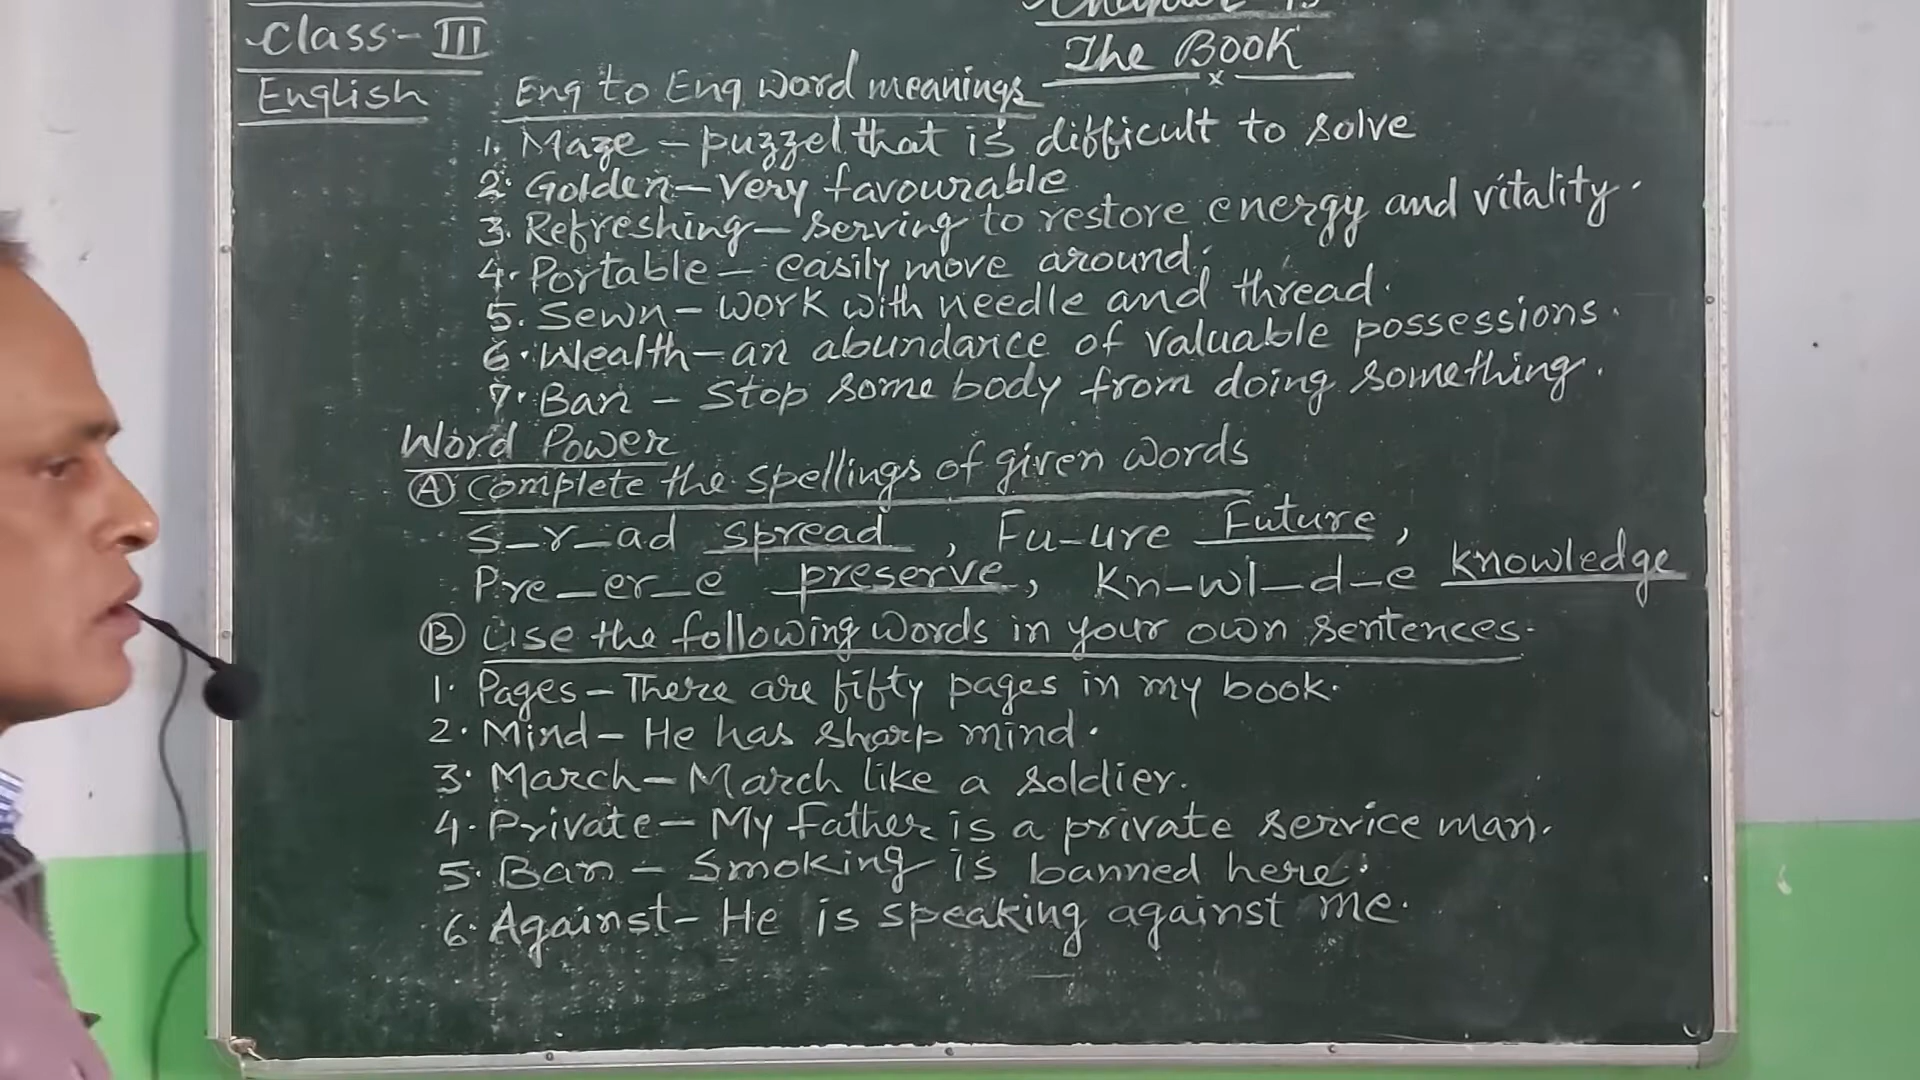 Class-III
The Book
x
English
Eng to Eng word meanings
1. Maze - puzzel that is difficult to solve
2. Golden - Very favourable
3. Refreshing - serving to restore energy and vitality.
4. Portable - easily move around.
5. Sewn - work with needle and thread.
6. Wealth - an abundance of valuable possessions.
7. Ban - Stop some body from doing something.
Word Power
(A) Complete the spellings of given words
S_r_ad spread, Fu_ure Future,
Pre_er_e preserve, Kn_wl_d_e knowledge
(B) Use the following words in your own sentences.
1. Pages - There are fifty pages in my book.
2. Mind - He has sharp mind.
3. March - March like a soldier.
4. Private - My Father is a private service man.
5. Ban - Smoking is banned here.
6. Against - He is speaking against me.